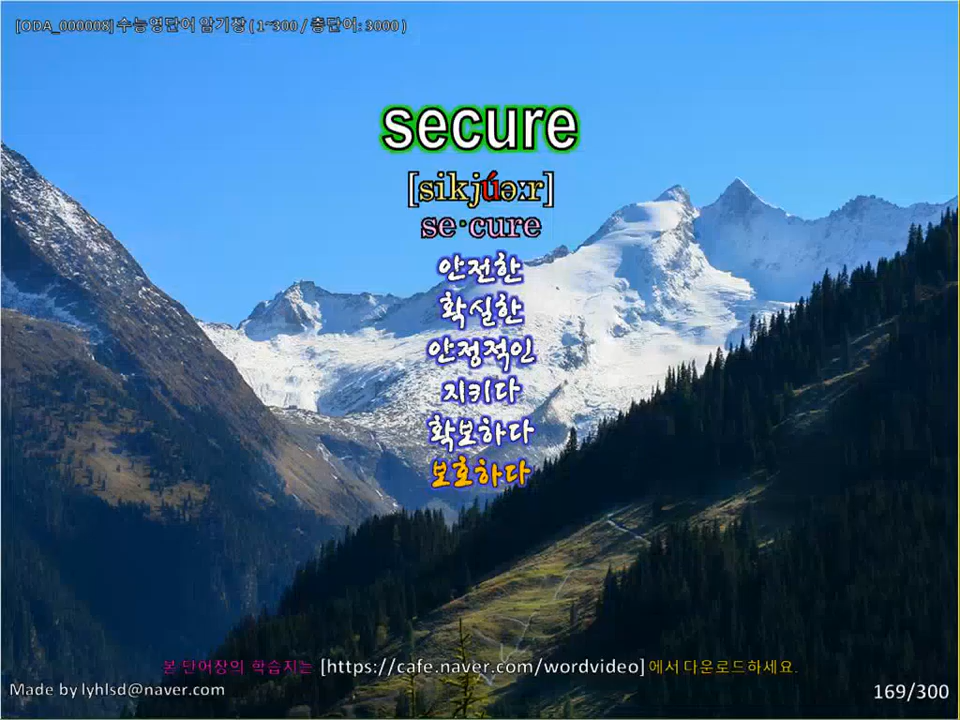 [ODA_000008] 수능영단어 암기장 ( 1~300 / 총단어: 3000 )
secure
[sikjúəːr]
se·cure
안전한
확실한
안정적인
지키다
확보하다
보호하다
본 단어장의 학습지는 [https://cafe.naver.com/wordvideo] 에서 다운로드하세요.
Made by lyhlsd@naver.com
169/300